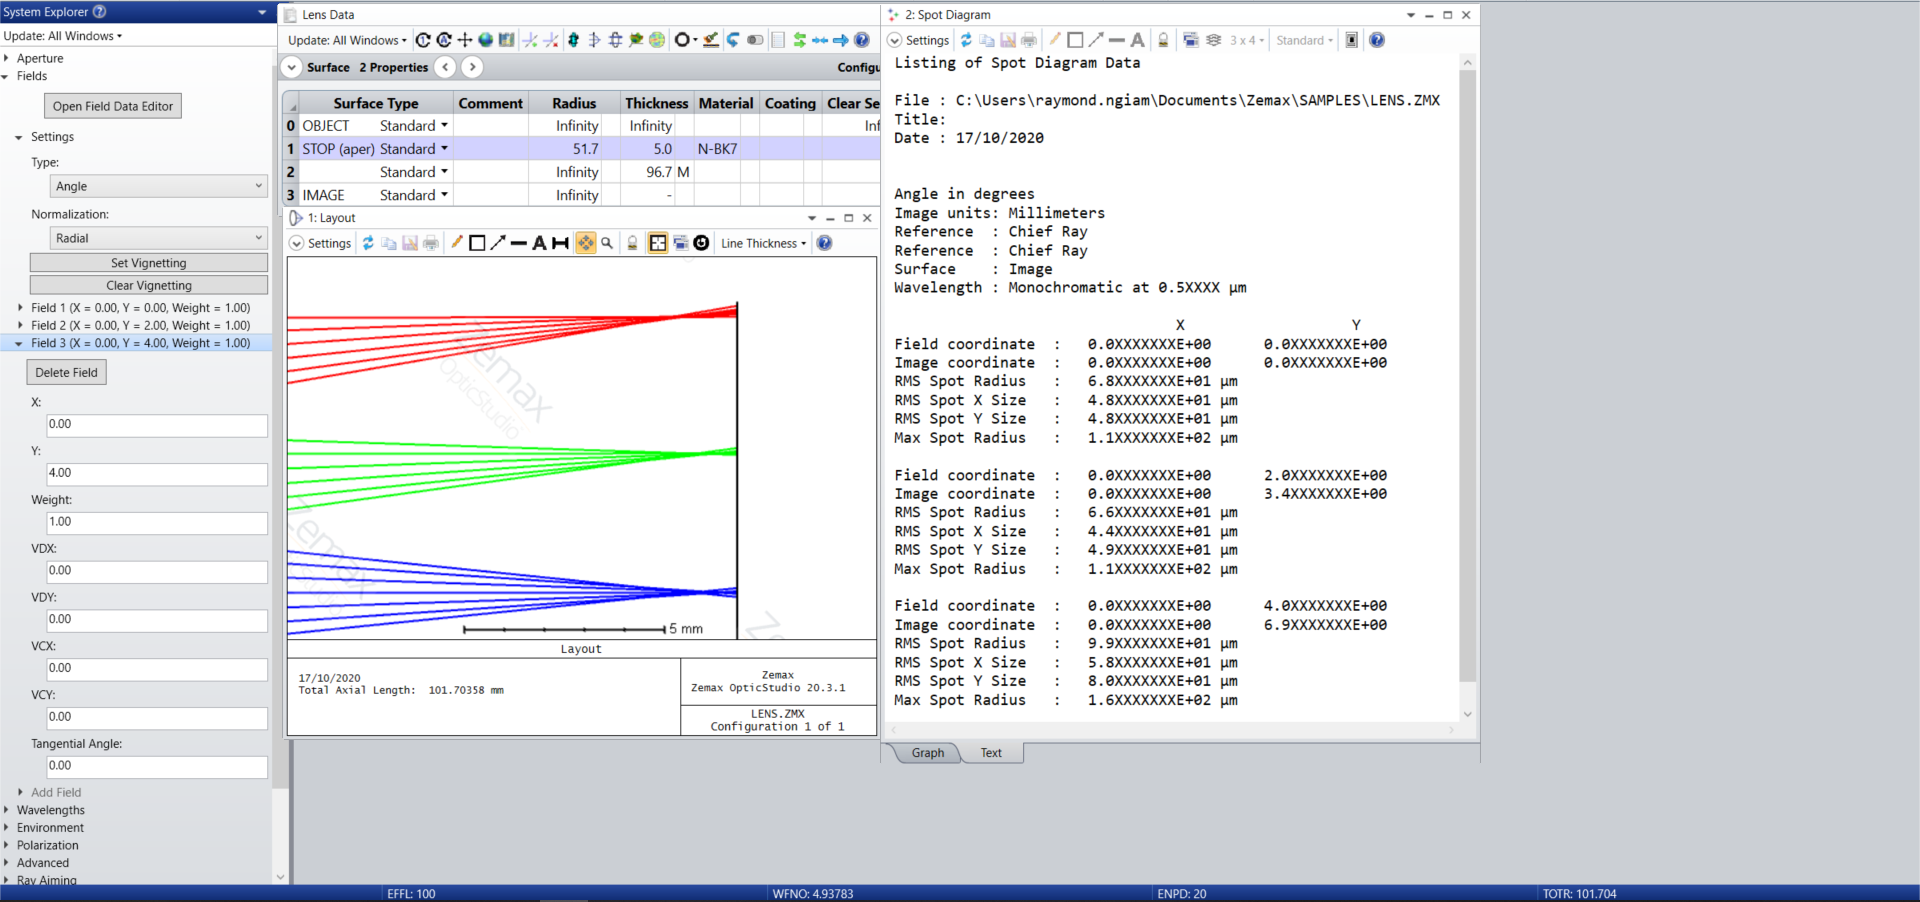 System Explorer ?
Update: All Windows
Aperture
Fields
Open Field Data Editor
Settings
Type:
Angle
Normalization:
Radial
Set Vignetting
Clear Vignetting
Field 1 (X = 0.00, Y = 0.00, Weight = 1.00)
Field 2 (X = 0.00, Y = 2.00, Weight = 1.00)
Field 3 (X = 0.00, Y = 4.00, Weight = 1.00)
Delete Field
X:
0.00
Y:
4.00
Weight:
1.00
VDX:
0.00
VDY:
0.00
VCX:
0.00
VCY:
0.00
Tangential Angle:
0.00
Add Field
Wavelengths
Environment
Polarization
Advanced
Ray Aiming
Lens Data
Update: All Windows
Surface 2 Properties < > Configu
Surface Type Comment Radius Thickness Material Coating Clear Se
0 OBJECT Standard Infinity Infinity Inf
1 STOP (aper) Standard 51.7 5.0 N-BK7
2 Standard Infinity 96.7 M
3 IMAGE Standard Infinity -
1: Layout
Settings A Line Thickness ?
Zemax
OpticStudio
Zemax
5 mm
Layout
17/10/2020
Total Axial Length: 101.70358 mm
Zemax
Zemax OpticStudio 20.3.1
LENS.ZMX
Configuration 1 of 1
2: Spot Diagram
Settings A 3 x 4 Standard ?
Listing of Spot Diagram Data
File : C:\Users\raymond.ngiam\Documents\Zemax\SAMPLES\LENS.ZMX
Title:
Date : 17/10/2020
Angle in degrees
Image units: Millimeters
Reference : Chief Ray
Reference : Chief Ray
Surface : Image
Wavelength : Monochromatic at 0.5XXXX µm
X Y
Field coordinate : 0.0XXXXXXXE+00 0.0XXXXXXXE+00
Image coordinate : 0.0XXXXXXXE+00 0.0XXXXXXXE+00
RMS Spot Radius : 6.8XXXXXXXE+01 µm
RMS Spot X Size : 4.8XXXXXXXE+01 µm
RMS Spot Y Size : 4.8XXXXXXXE+01 µm
Max Spot Radius : 1.1XXXXXXXE+02 µm
Field coordinate : 0.0XXXXXXXE+00 2.0XXXXXXXE+00
Image coordinate : 0.0XXXXXXXE+00 3.4XXXXXXXE+00
RMS Spot Radius : 6.6XXXXXXXE+01 µm
RMS Spot X Size : 4.4XXXXXXXE+01 µm
RMS Spot Y Size : 4.9XXXXXXXE+01 µm
Max Spot Radius : 1.1XXXXXXXE+02 µm
Field coordinate : 0.0XXXXXXXE+00 4.0XXXXXXXE+00
Image coordinate : 0.0XXXXXXXE+00 6.9XXXXXXXE+00
RMS Spot Radius : 9.9XXXXXXXE+01 µm
RMS Spot X Size : 5.8XXXXXXXE+01 µm
RMS Spot Y Size : 8.0XXXXXXXE+01 µm
Max Spot Radius : 1.6XXXXXXXE+02 µm
Graph Text
EFFL: 100 WFNO: 4.93783 ENPD: 20 TOTR: 101.704